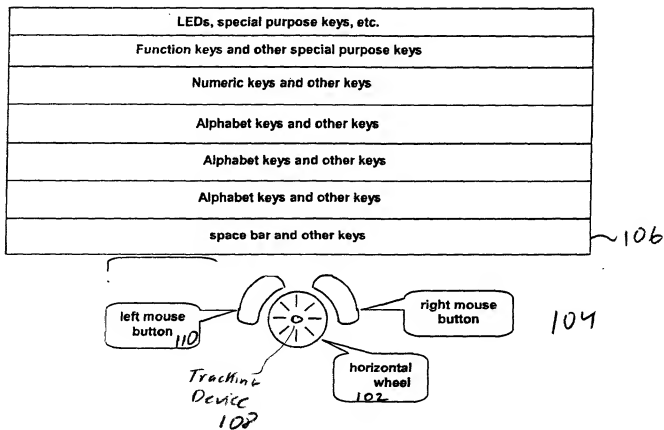 LEDs, special purpose keys, etc.
Function keys and other special purpose keys
Numeric keys and other keys
Alphabet keys and other keys
Alphabet keys and other keys
Alphabet keys and other keys
space bar and other keys
106
left mouse
button 110
right mouse
button
104
horizontal
wheel
102
Tracking
Device
108